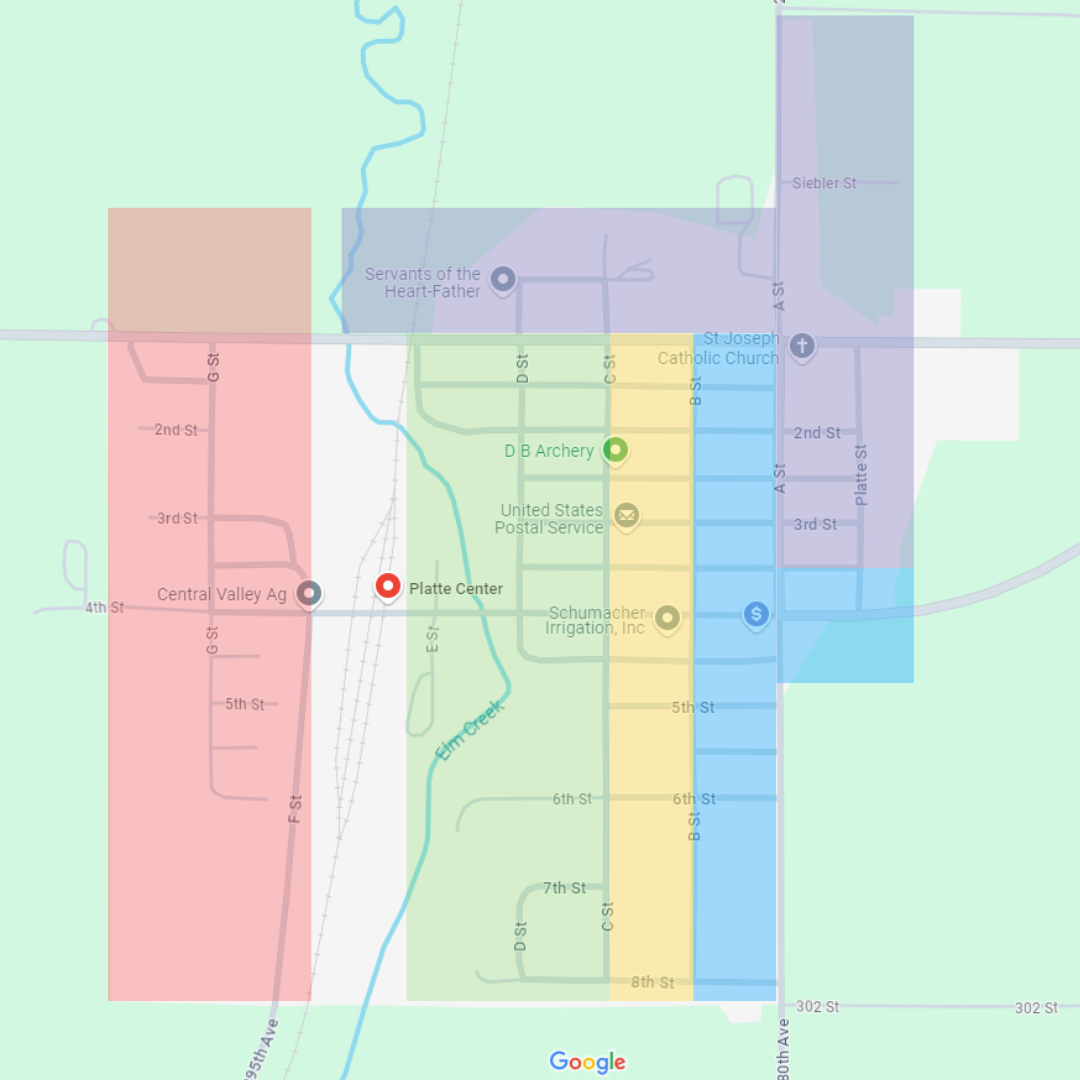 Siebler St
Servants of the
Heart-Father
A St
St Joseph
Catholic Church
G St
D St
C St
B St
2nd St
2nd St
D B Archery
A St
Platte St
United States
Postal Service
3rd St
3rd St
Central Valley Ag
Platte Center
4th St
Schumacher
Irrigation, Inc
$
G St
E St
5th St
5th St
Elm Creek
6th St
6th St
F St
B St
7th St
C St
D St
8th St
302 St
302 St
295th Ave
80th Ave
Google